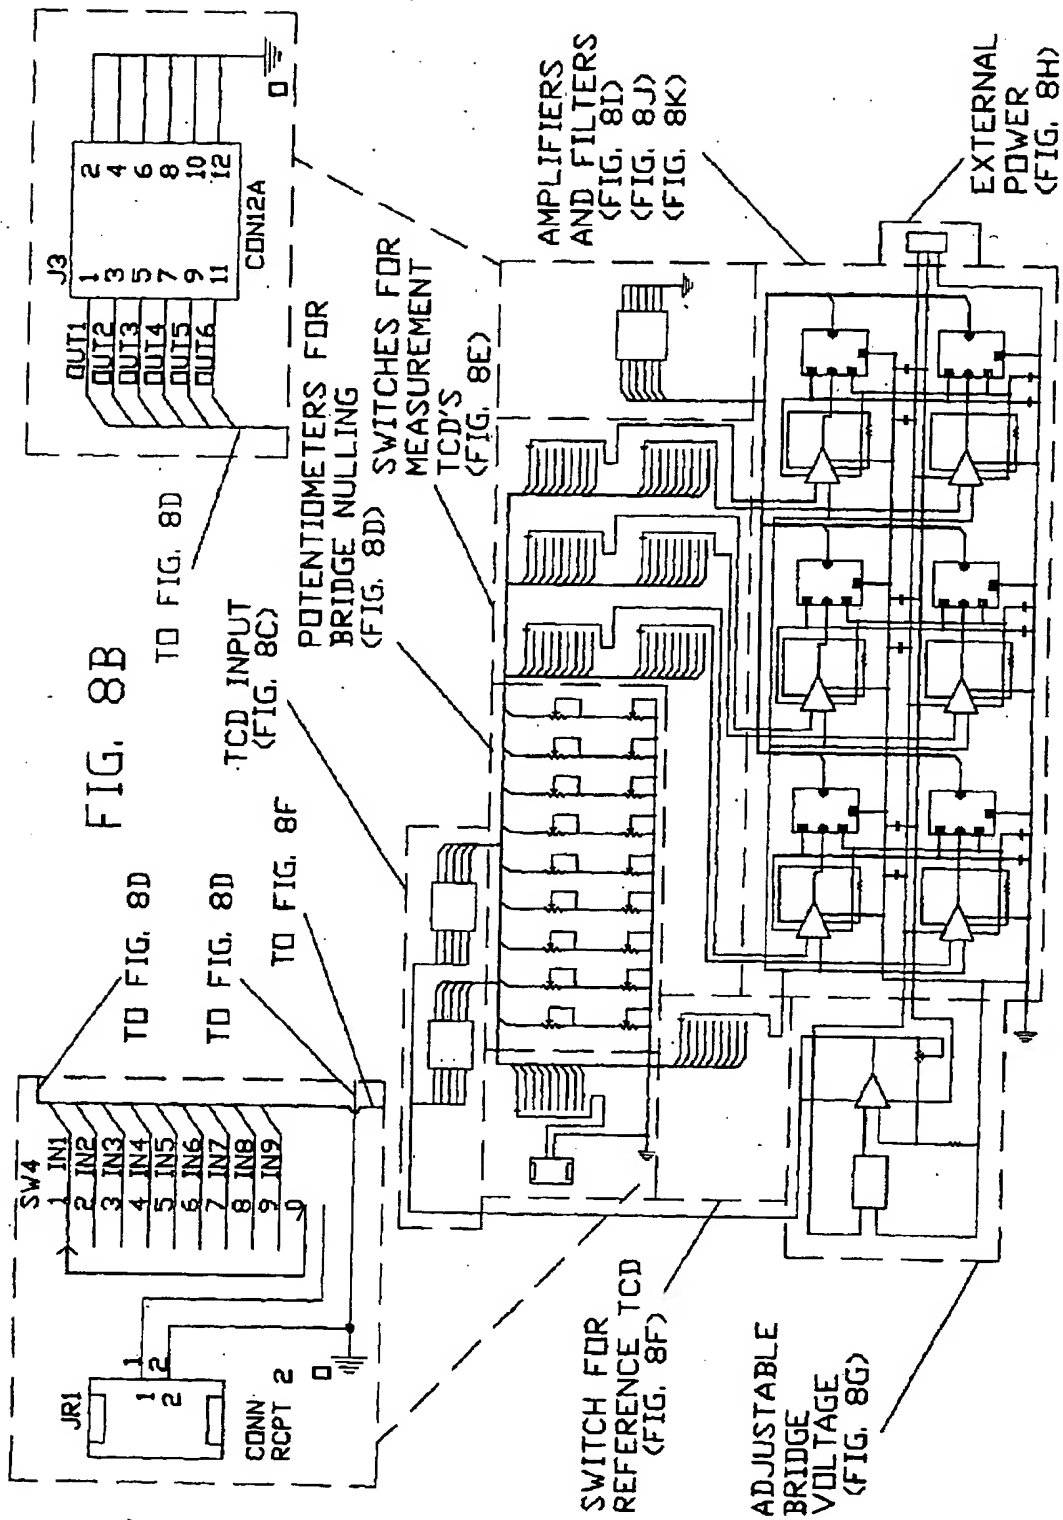 FIG. 8B
SW4
1 IN1
2 IN2
3 IN3
4 IN4
5 IN5
6 IN6
7 IN7
8 IN8
9 IN9
0
JR1
1
2
1
2
CONN
RCPT 2
0
TO FIG. 8D
TO FIG. 8D
TO FIG. 8F
TO FIG. 8D
J3
OUT1 1 2
OUT2 3 4
OUT3 5 6
OUT4 7 8
OUT5 9 10
OUT6 11 12
CON12A
0
TCD INPUT
(FIG. 8C)
POTENTIOMETERS FOR
BRIDGE NULLING
(FIG. 8D)
SWITCHES FOR
MEASUREMENT
TCD'S
(FIG. 8E)
AMPLIFIERS
AND FILTERS
(FIG. 8I)
(FIG. 8J)
(FIG. 8K)
SWITCH FOR
REFERENCE TCD
(FIG. 8F)
ADJUSTABLE
BRIDGE
VOLTAGE
(FIG. 8G)
EXTERNAL
POWER
(FIG. 8H)